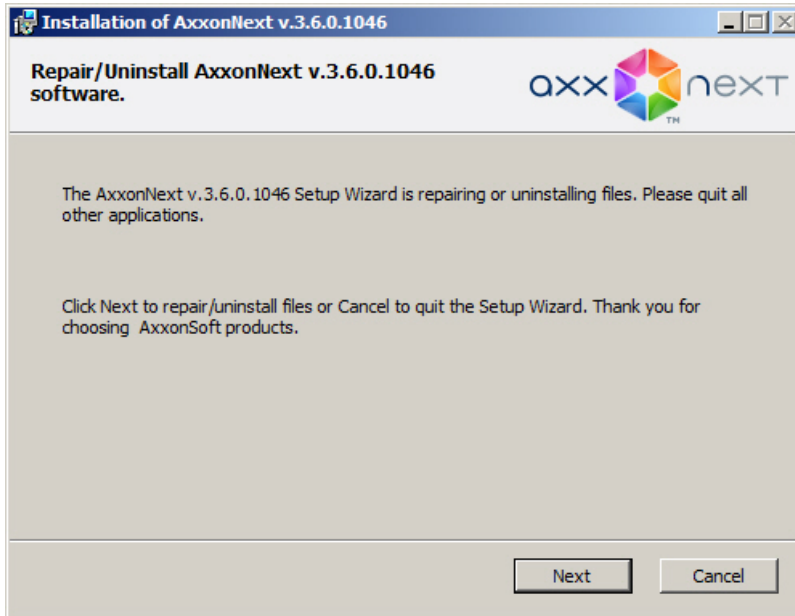 Installation of AxxonNext v.3.6.0.1046
Repair/Uninstall AxxonNext v.3.6.0.1046
software.
axx next
TM
The AxxonNext v.3.6.0.1046 Setup Wizard is repairing or uninstalling files. Please quit all
other applications.
Click Next to repair/uninstall files or Cancel to quit the Setup Wizard. Thank you for
choosing  AxxonSoft products.
Next
Cancel